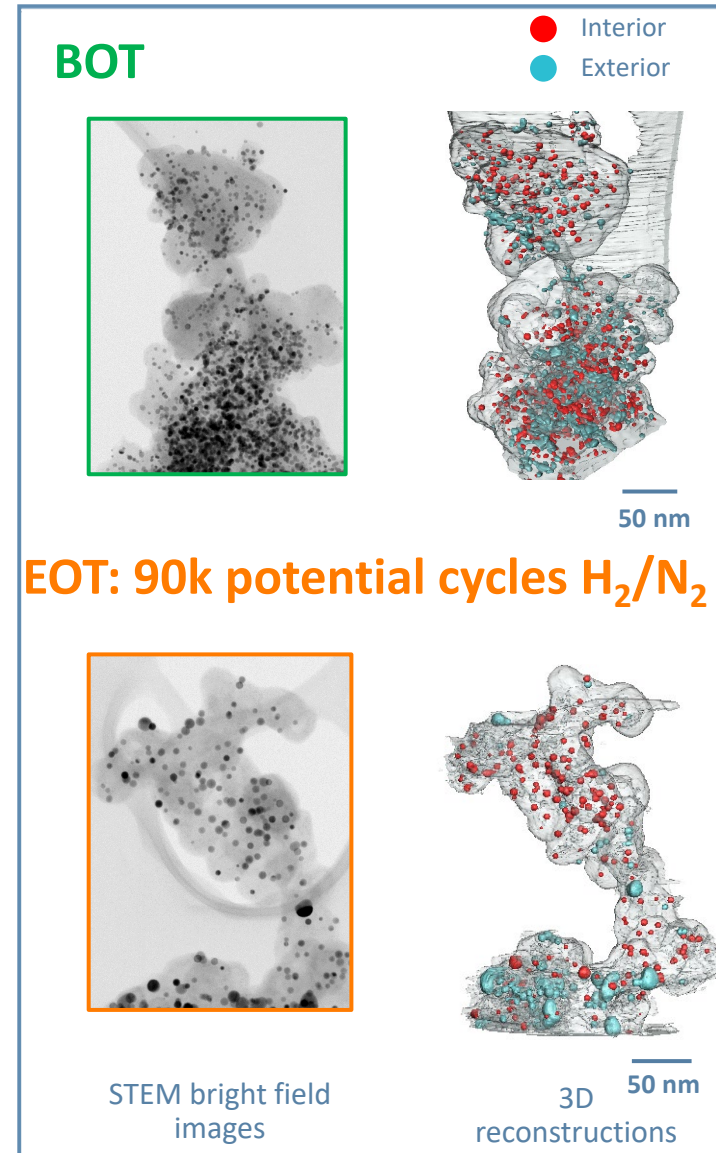 BOT
Interior
Exterior
50 nm
EOT: 90k potential cycles H₂/N₂
50 nm
STEM bright field
images
3D
reconstructions